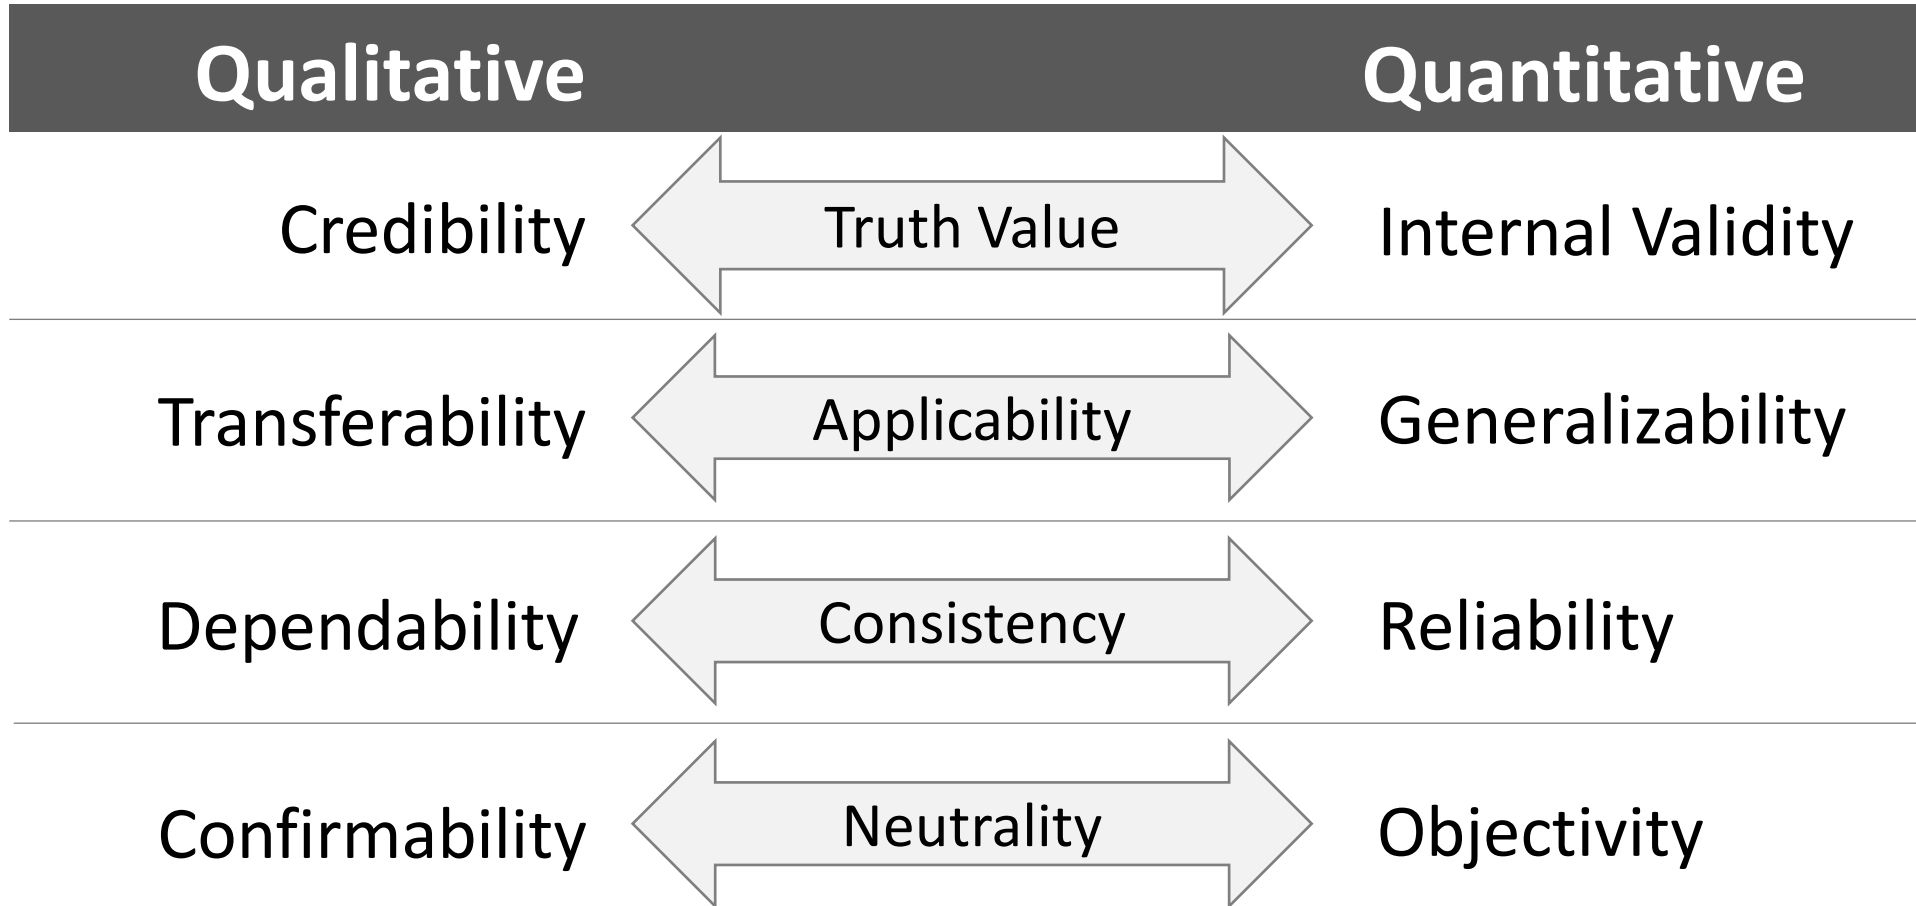 Qualitative Quantitative
Credibility Truth Value Internal Validity
Transferability Applicability Generalizability
Dependability Consistency Reliability
Confirmability Neutrality Objectivity